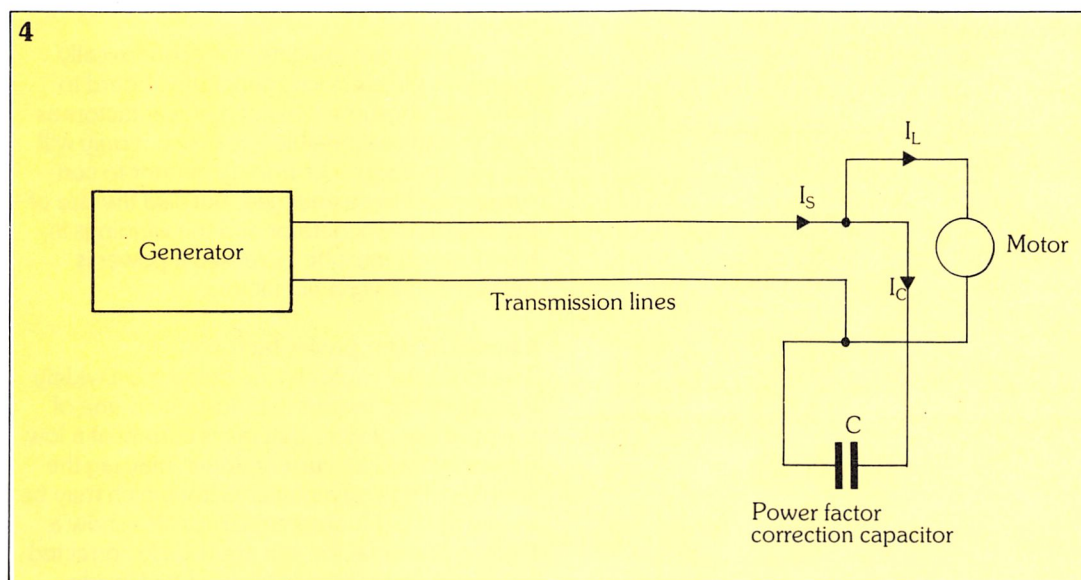 4
I_L
I_S
Generator
Motor
I_C
Transmission lines
C
Power factor
correction capacitor